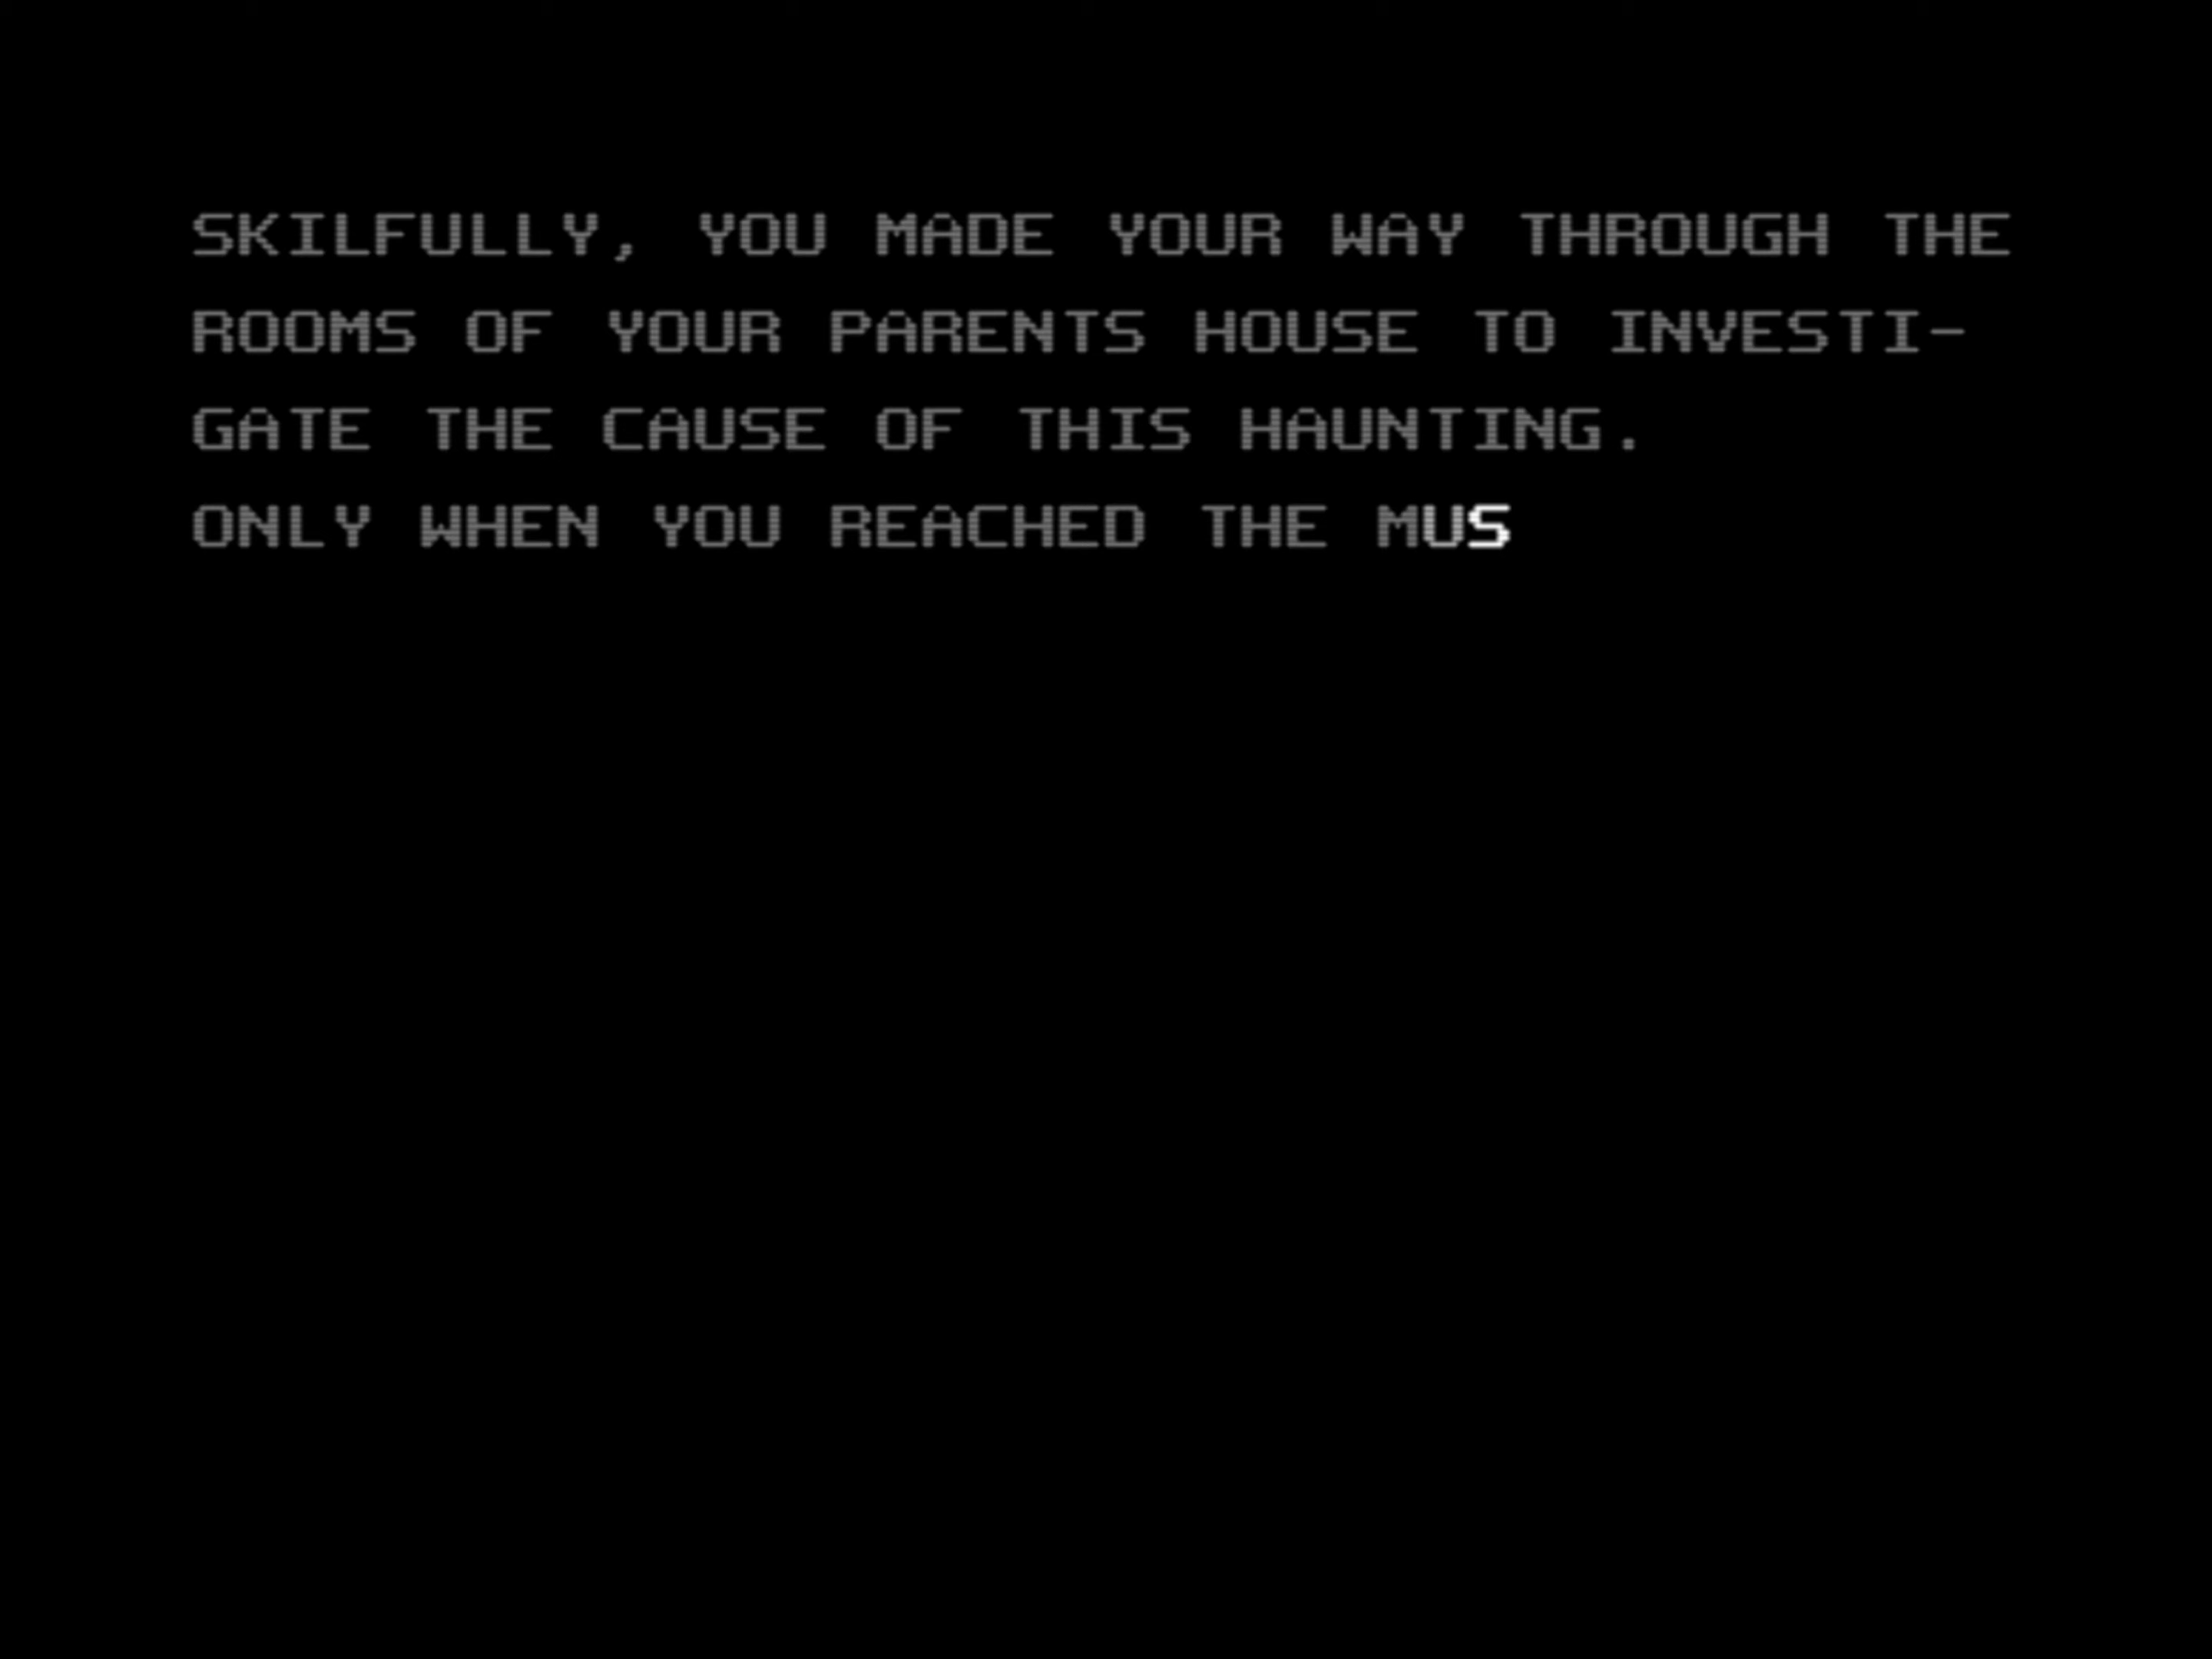 SKILFULLY, YOU MADE YOUR WAY THROUGH THE
ROOMS OF YOUR PARENTS HOUSE TO INVESTI-
GATE THE CAUSE OF THIS HAUNTING.
ONLY WHEN YOU REACHED THE MUS